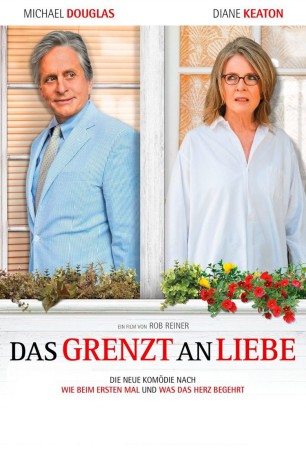 MICHAEL DOUGLAS DIANE KEATON
EIN FILM VON ROB REINER
DAS GRENZT AN LIEBE
DIE NEUE KOMÖDIE NACH
WIE BEIM ERSTEN MAL UND WAS DAS HERZ BEGEHRT